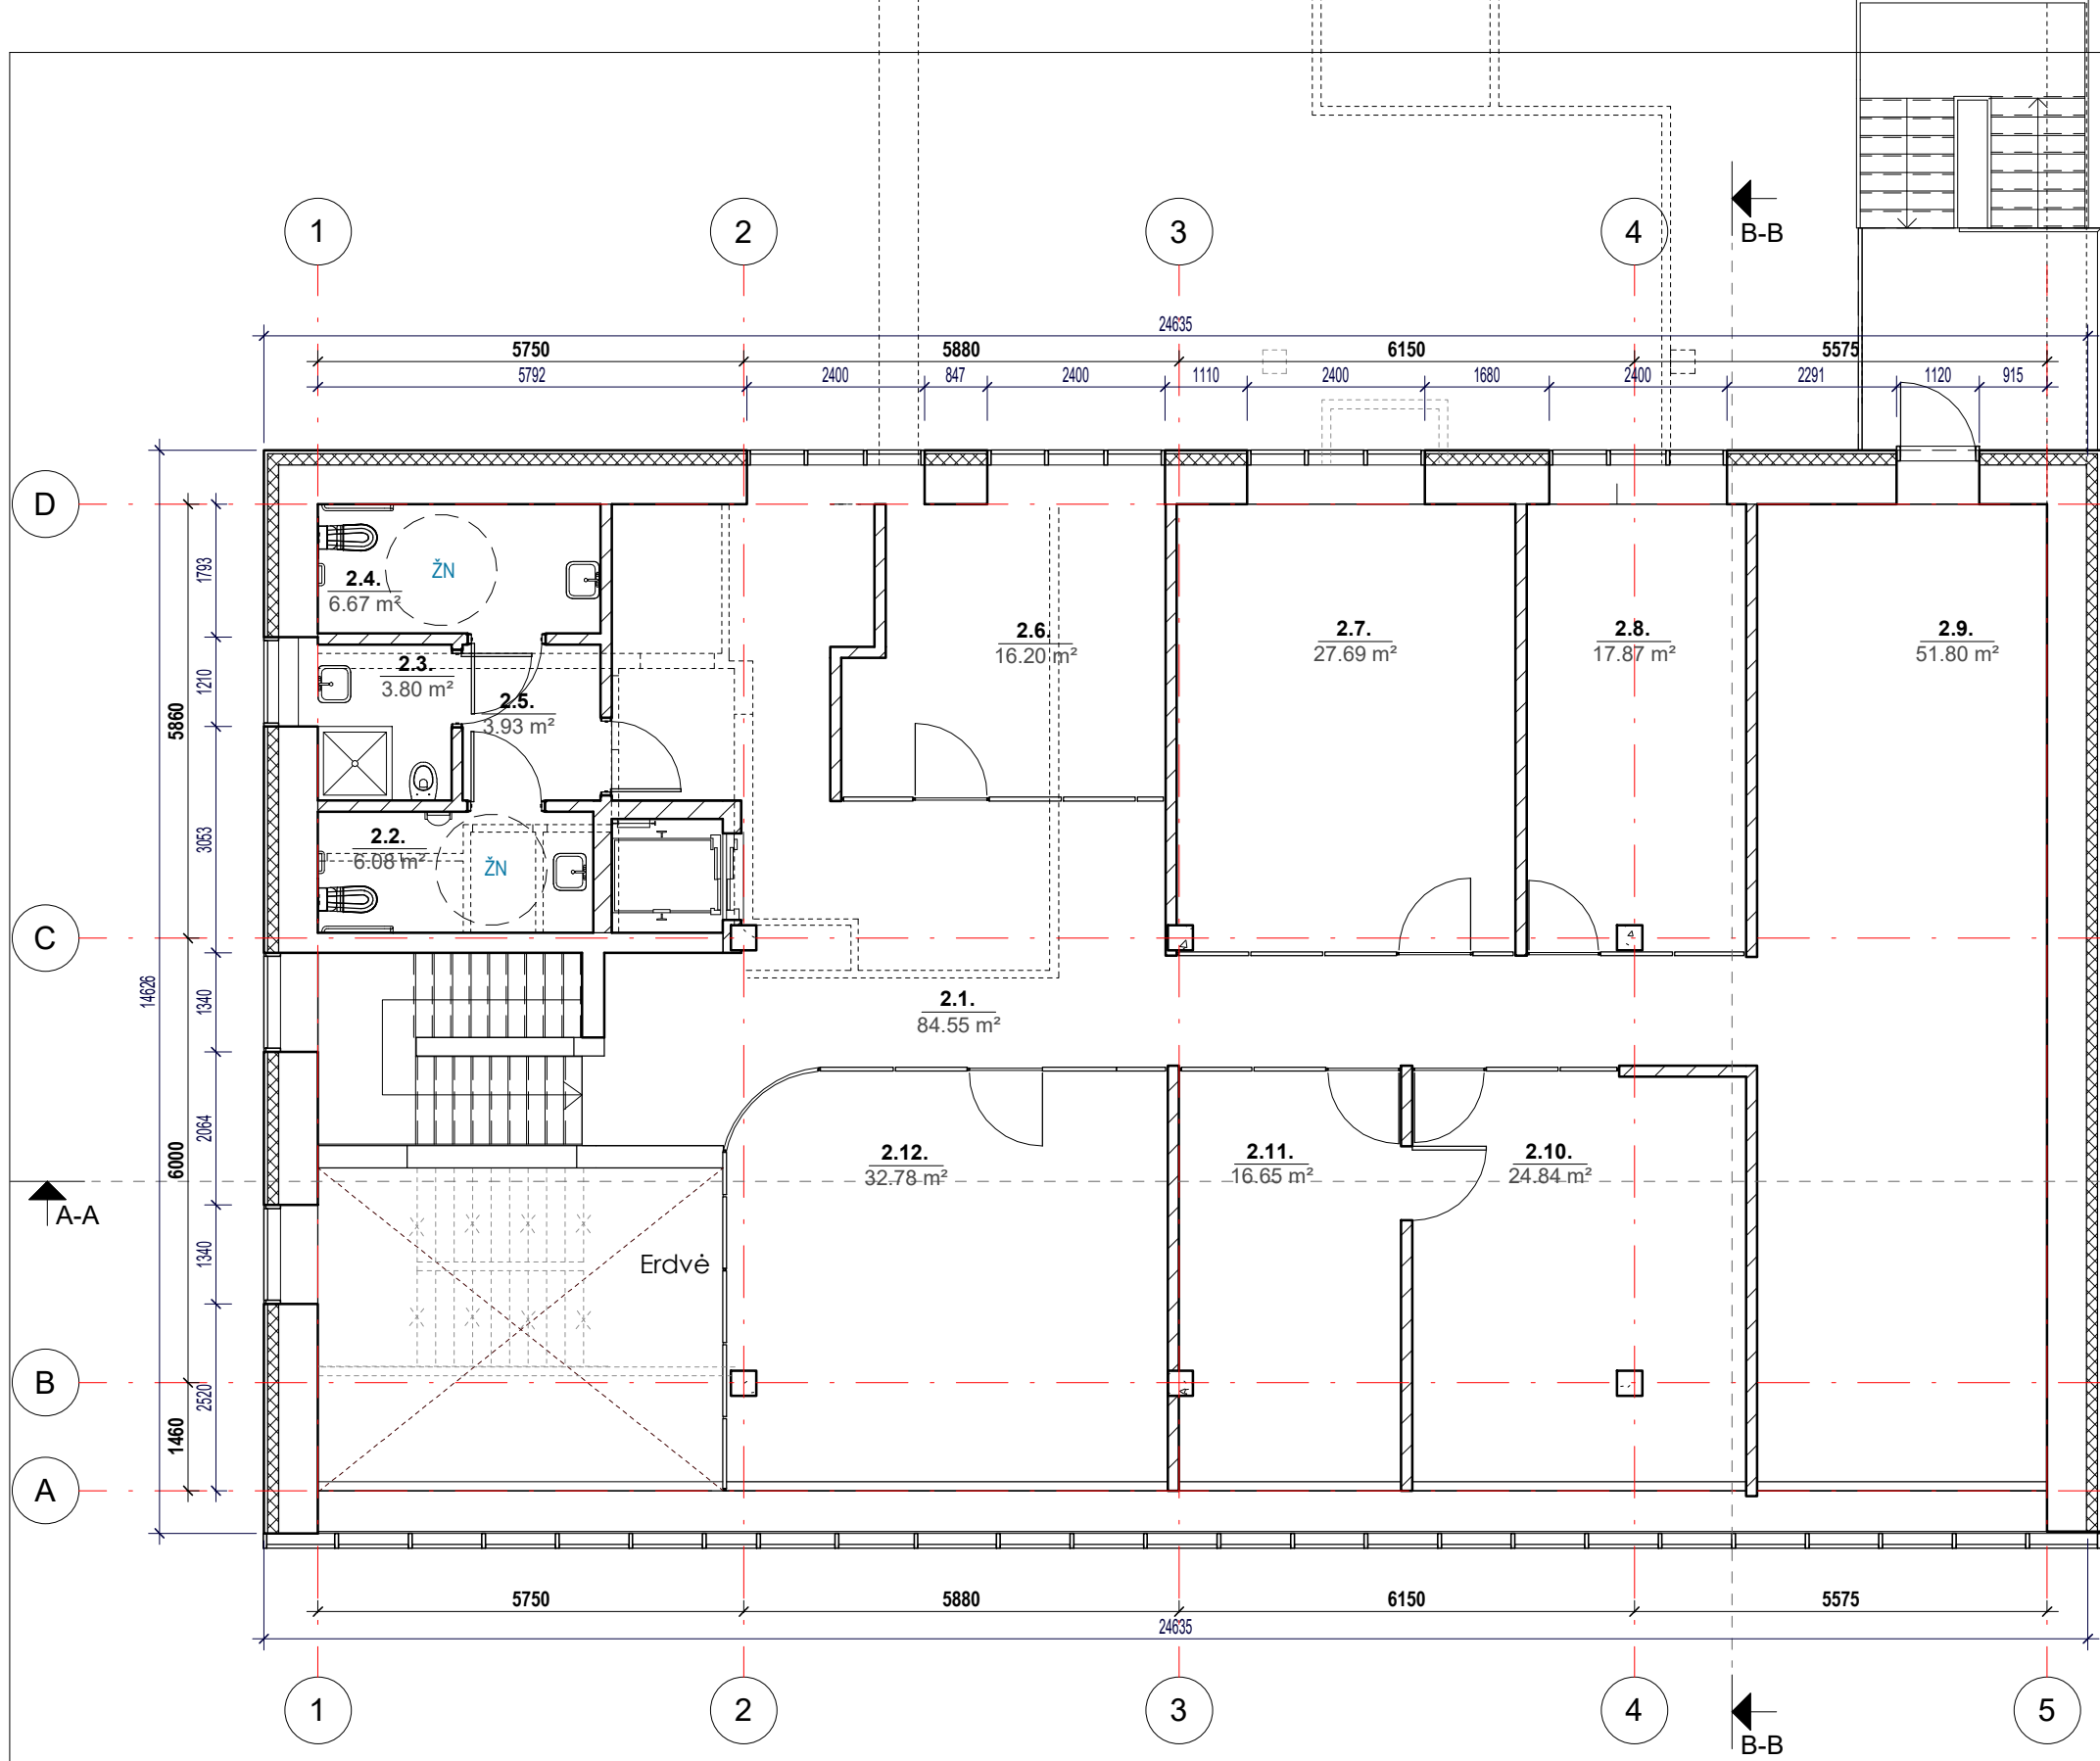 1
2
3
4
B-B
24635
5750
5880
6150
5575
5792
2400
847
2400
1110
2400
1680
2400
2291
1120
915
D
C
B
A
14626
5860
6000
1460
1793
1210
3053
1340
2064
1340
2520
A-A
2.4.
6.67 m²
ŽN
2.3.
3.80 m²
2.5.
3.93 m²
2.2.
6.08 m²
ŽN
2.6.
16.20 m²
2.7.
27.69 m²
2.8.
17.87 m²
2.9.
51.80 m²
2.1.
84.55 m²
2.12.
32.78 m²
2.11.
16.65 m²
2.10.
24.84 m²
Erdvė
5750
5880
6150
5575
24635
1
2
3
4
5
B-B